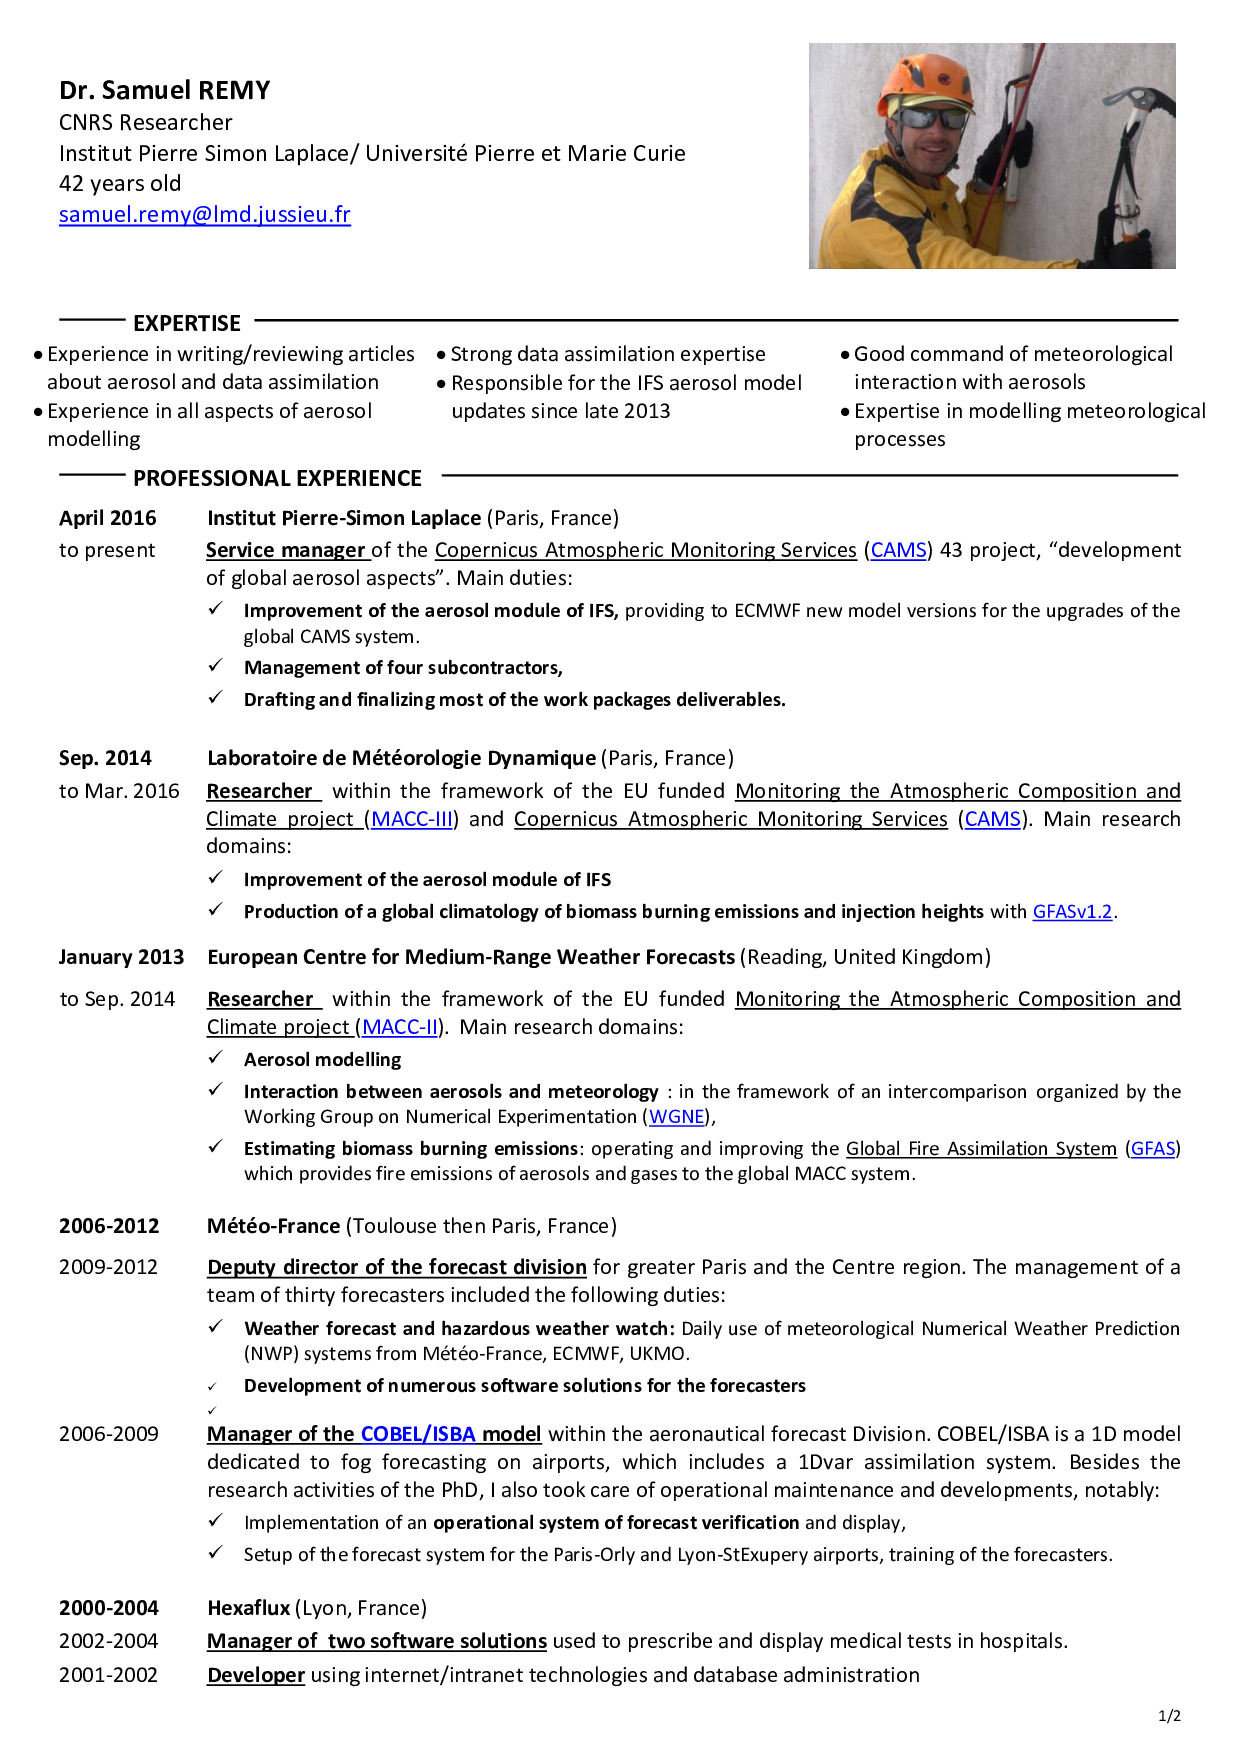 Dr. Samuel REMY
CNRS Researcher
Institut Pierre Simon Laplace/ Université Pierre et Marie Curie
42 years old
samuel.remy@lmd.jussieu.fr
EXPERTISE
• Experience in writing/reviewing articles
about aerosol and data assimilation
• Experience in all aspects of aerosol
modelling
• Strong data assimilation expertise
• Responsible for the IFS aerosol model
updates since late 2013
• Good command of meteorological
interaction with aerosols
• Expertise in modelling meteorological
processes
PROFESSIONAL EXPERIENCE
April 2016 Institut Pierre-Simon Laplace (Paris, France)
to present Service manager of the Copernicus Atmospheric Monitoring Services (CAMS) 43 project, “development
of global aerosol aspects”. Main duties:
✓ Improvement of the aerosol module of IFS, providing to ECMWF new model versions for the upgrades of the
global CAMS system.
✓ Management of four subcontractors,
✓ Drafting and finalizing most of the work packages deliverables.
Sep. 2014 Laboratoire de Météorologie Dynamique (Paris, France)
to Mar. 2016 Researcher within the framework of the EU funded Monitoring the Atmospheric Composition and
Climate project (MACC-III) and Copernicus Atmospheric Monitoring Services (CAMS). Main research
domains:
✓ Improvement of the aerosol module of IFS
✓ Production of a global climatology of biomass burning emissions and injection heights with GFASv1.2.
January 2013 European Centre for Medium-Range Weather Forecasts (Reading, United Kingdom)
to Sep. 2014 Researcher within the framework of the EU funded Monitoring the Atmospheric Composition and
Climate project (MACC-II). Main research domains:
✓ Aerosol modelling
✓ Interaction between aerosols and meteorology : in the framework of an intercomparison organized by the
Working Group on Numerical Experimentation (WGNE),
✓ Estimating biomass burning emissions: operating and improving the Global Fire Assimilation System (GFAS)
which provides fire emissions of aerosols and gases to the global MACC system.
2006-2012 Météo-France (Toulouse then Paris, France)
2009-2012 Deputy director of the forecast division for greater Paris and the Centre region. The management of a
team of thirty forecasters included the following duties:
✓ Weather forecast and hazardous weather watch: Daily use of meteorological Numerical Weather Prediction
(NWP) systems from Météo-France, ECMWF, UKMO.
✓ Development of numerous software solutions for the forecasters
✓
2006-2009 Manager of the COBEL/ISBA model within the aeronautical forecast Division. COBEL/ISBA is a 1D model
dedicated to fog forecasting on airports, which includes a 1Dvar assimilation system. Besides the
research activities of the PhD, I also took care of operational maintenance and developments, notably:
✓ Implementation of an operational system of forecast verification and display,
✓ Setup of the forecast system for the Paris-Orly and Lyon-StExupery airports, training of the forecasters.
2000-2004 Hexaflux (Lyon, France)
2002-2004 Manager of two software solutions used to prescribe and display medical tests in hospitals.
2001-2002 Developer using internet/intranet technologies and database administration
1/2